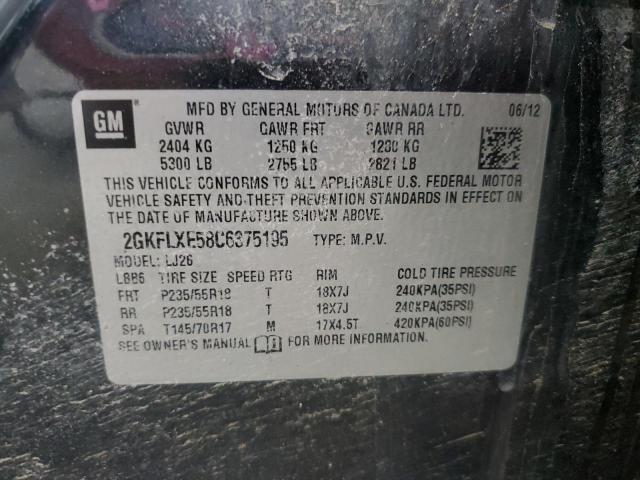 GM
MFD BY GENERAL MOTORS OF CANADA LTD. 06/12
GVWR GAWR FRT GAWR RR
2404 KG 1250 KG 1280 KG
5300 LB 2755 LB 2821 LB
THIS VEHICLE CONFORMS TO ALL APPLICABLE U.S. FEDERAL MOTOR
VEHICLE SAFETY AND THEFT PREVENTION STANDARDS IN EFFECT ON
THE DATE OF MANUFACTURE SHOWN ABOVE.
2GKFLXE58C6375195 TYPE: M.P.V.
MODEL: LJ26
L8B6 TIRE SIZE SPEED RTG RIM COLD TIRE PRESSURE
FRT P235/55R18 T 18X7J 240KPA(35PSI)
RR P235/55R18 T 18X7J 240KPA(35PSI)
SPA T145/70R17 M 17X4.5T 420KPA(60PSI)
SEE OWNER'S MANUAL FOR MORE INFORMATION.